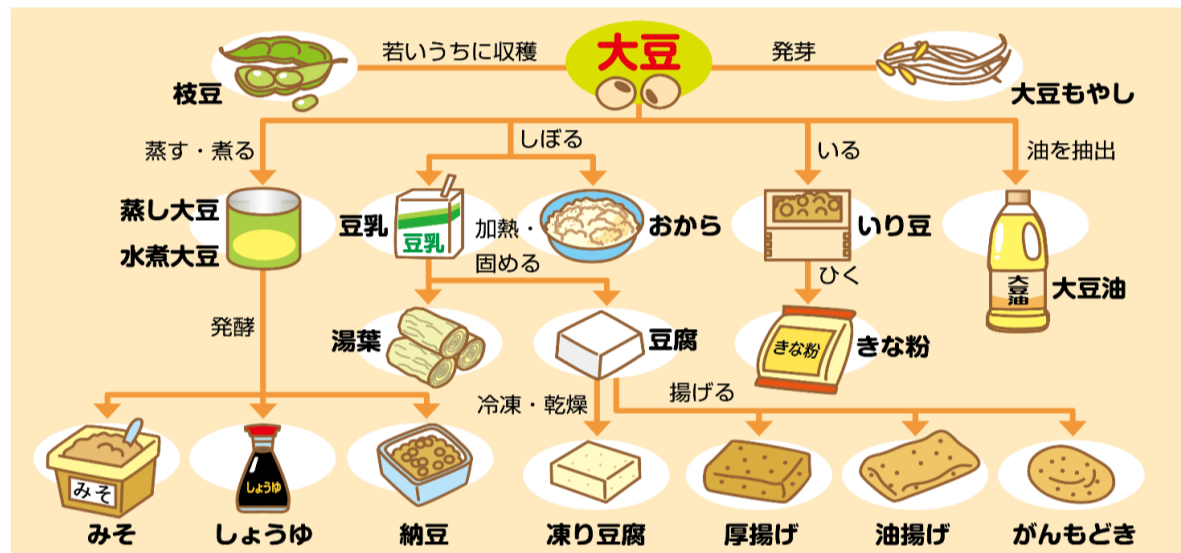 大豆
若いうちに収穫
発芽
枝豆
大豆もやし
蒸す・煮る
しぼる
いる
油を抽出
蒸し大豆
水煮大豆
豆乳
豆乳
加熱・
固める
おから
いり豆
大豆油
大豆油
ひく
発酵
湯葉
豆腐
きな粉
きな粉
冷凍・乾燥
揚げる
みそ
しょうゆ
みそ
しょうゆ
納豆
凍り豆腐
厚揚げ
油揚げ
がんもどき